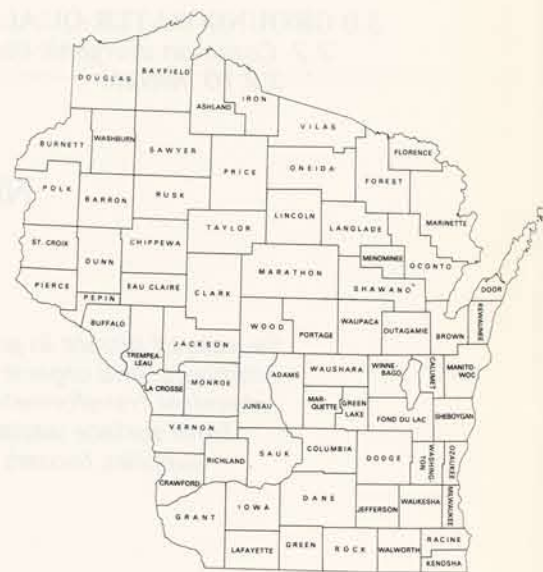 DOUGLAS
BAYFIELD
ASHLAND
IRON
VILAS
BURNETT
WASHBURN
SAWYER
PRICE
ONEIDA
FOREST
FLORENCE
POLK
BARRON
RUSK
LINCOLN
LANGLADE
MARINETTE
TAYLOR
CHIPPEWA
ST. CROIX
DUNN
MENOMINEE
OCONTO
MARATHON
PIERCE
PEPIN
EAU CLAIRE
CLARK
SHAWANO
DOOR
BUFFALO
TREMPEA-
LEAU
JACKSON
WOOD
PORTAGE
WAUPACA
OUTAGAMIE
BROWN
KEWAUNEE
LA CROSSE
MONROE
JUNEAU
ADAMS
WAUSHARA
WINNE-
BAGO
CALUMET
MANITO-
WOC
MAR-
QUETTE
GREEN
LAKE
FOND DU LAC
SHEBOYGAN
VERNON
RICHLAND
SAUK
COLUMBIA
DODGE
WASHING
TON
OZAUKEE
CRAWFORD
GRANT
IOWA
DANE
JEFFERSON
WAUKESHA
MILWAUKEE
LAFAYETTE
GREEN
ROCK
WALWORTH
RACINE
KENOSHA